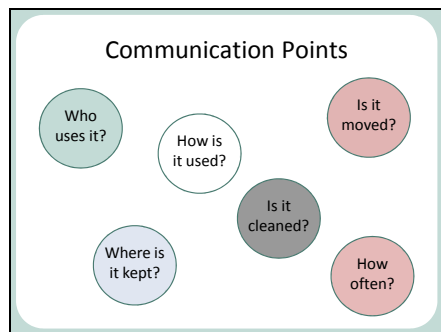 Communication Points
Who
uses it?
How is
it used?
Is it
moved?
Is it
cleaned?
Where is
it kept?
How
often?